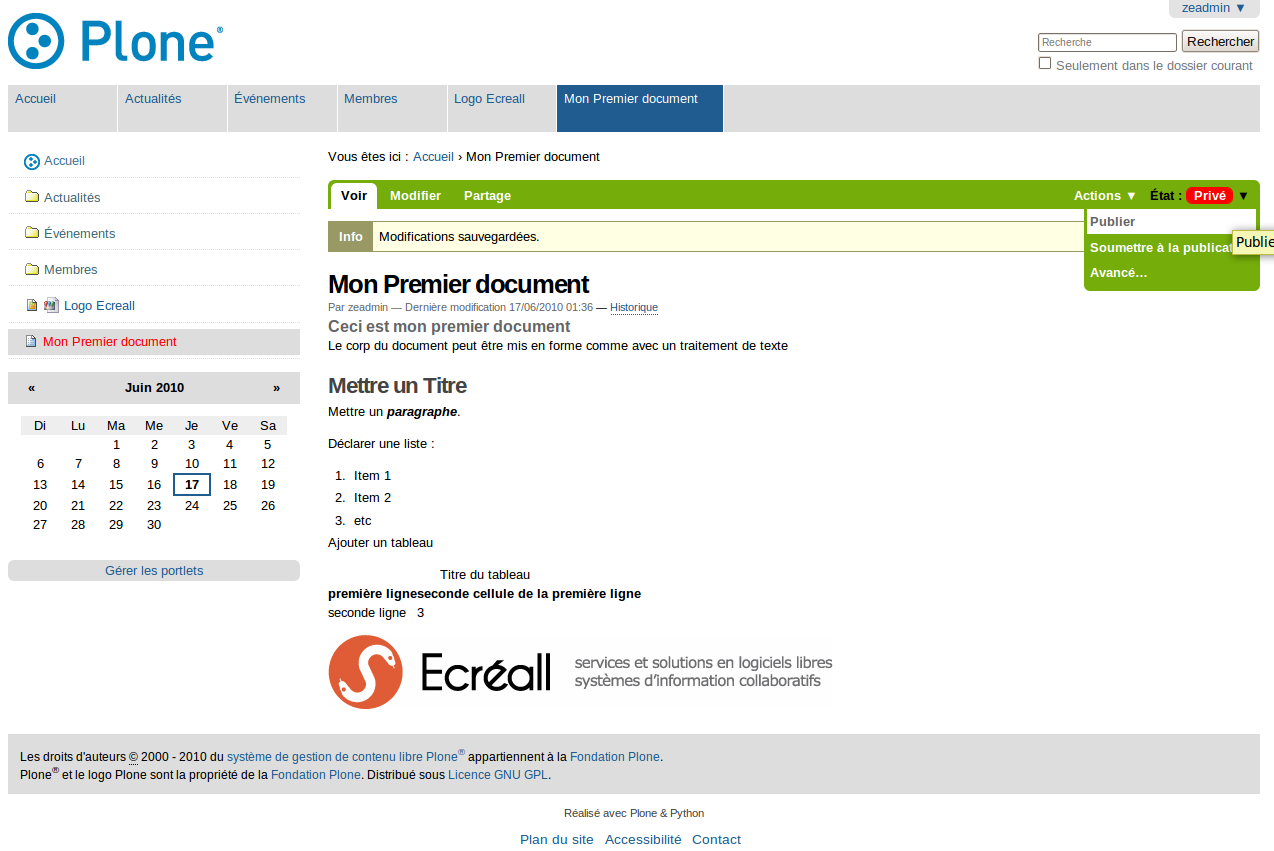 zeadmin ▼
Plone®
Recherche
Rechercher
Seulement dans le dossier courant
Accueil
Actualités
Événements
Membres
Logo Ecreall
Mon Premier document
Accueil
Actualités
Événements
Membres
Logo Ecreall
Mon Premier document
« Juin 2010 »
Di Lu Ma Me Je Ve Sa
1 2 3 4 5
6 7 8 9 10 11 12
13 14 15 16 17 18 19
20 21 22 23 24 25 26
27 28 29 30
Gérer les portlets
Vous êtes ici : Accueil › Mon Premier document
Voir Modifier Partage Actions ▼ État : Privé ▼
Publier
Soumettre à la publicat
Avancé…
Publie
Info Modifications sauvegardées.
Mon Premier document
Par zeadmin — Dernière modification 17/06/2010 01:36 — Historique
Ceci est mon premier document
Le corp du document peut être mis en forme comme avec un traitement de texte
Mettre un Titre
Mettre un paragraphe.
Déclarer une liste :
1. Item 1
2. Item 2
3. etc
Ajouter un tableau
Titre du tableau
première ligne seconde cellule de la première ligne
seconde ligne 3
Ecréall
services et solutions en logiciels libres
systèmes d'information collaboratifs
Les droits d'auteurs © 2000 - 2010 du système de gestion de contenu libre Plone® appartiennent à la Fondation Plone.
Plone® et le logo Plone sont la propriété de la Fondation Plone. Distribué sous Licence GNU GPL.
Réalisé avec Plone & Python
Plan du site Accessibilité Contact